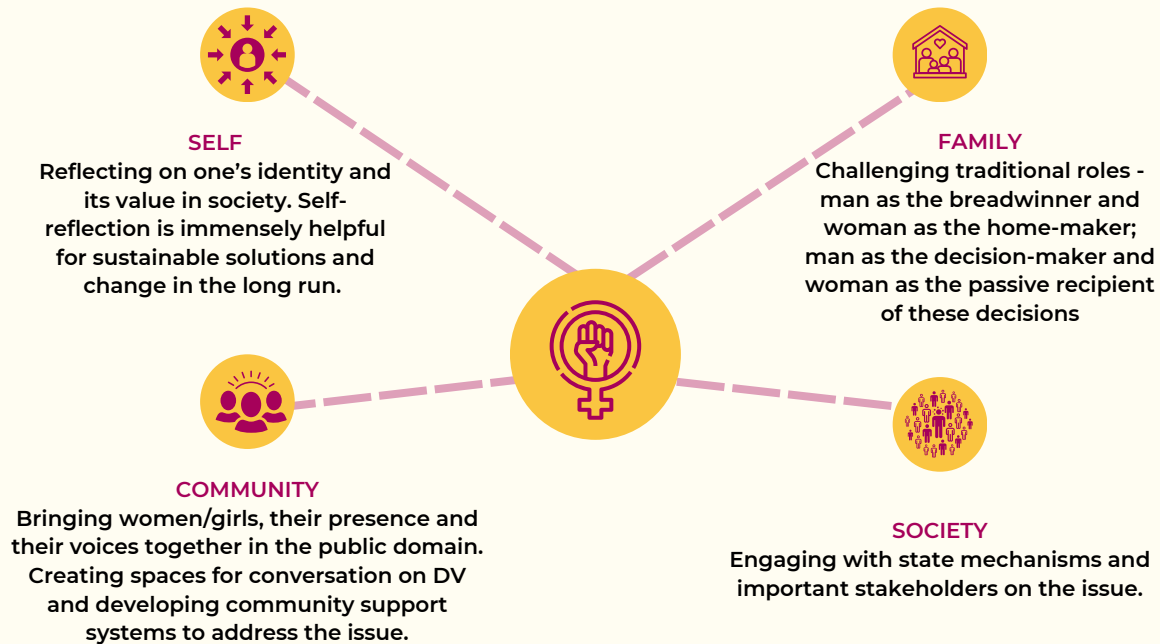 SELF
Reflecting on one’s identity and
its value in society. Self-
reflection is immensely helpful
for sustainable solutions and
change in the long run.
FAMILY
Challenging traditional roles -
man as the breadwinner and
woman as the home-maker;
man as the decision-maker and
woman as the passive recipient
of these decisions
COMMUNITY
Bringing women/girls, their presence and
their voices together in the public domain.
Creating spaces for conversation on DV
and developing community support
systems to address the issue.
SOCIETY
Engaging with state mechanisms and
important stakeholders on the issue.